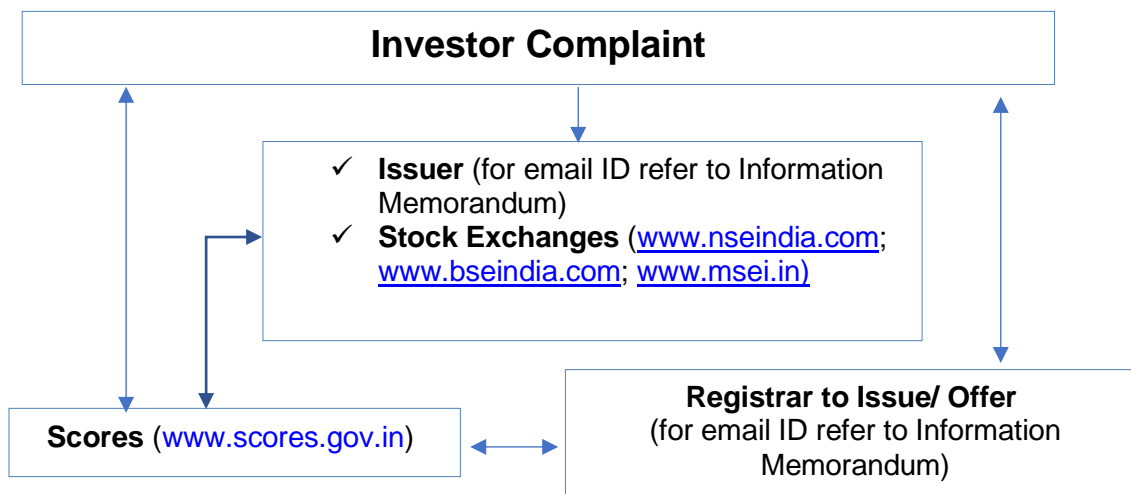 Investor Complaint
✓ Issuer (for email ID refer to Information
Memorandum)
✓ Stock Exchanges (www.nseindia.com;
www.bseindia.com; www.msei.in)
Registrar to Issue/ Offer
(for email ID refer to Information
Memorandum)
Scores (www.scores.gov.in)